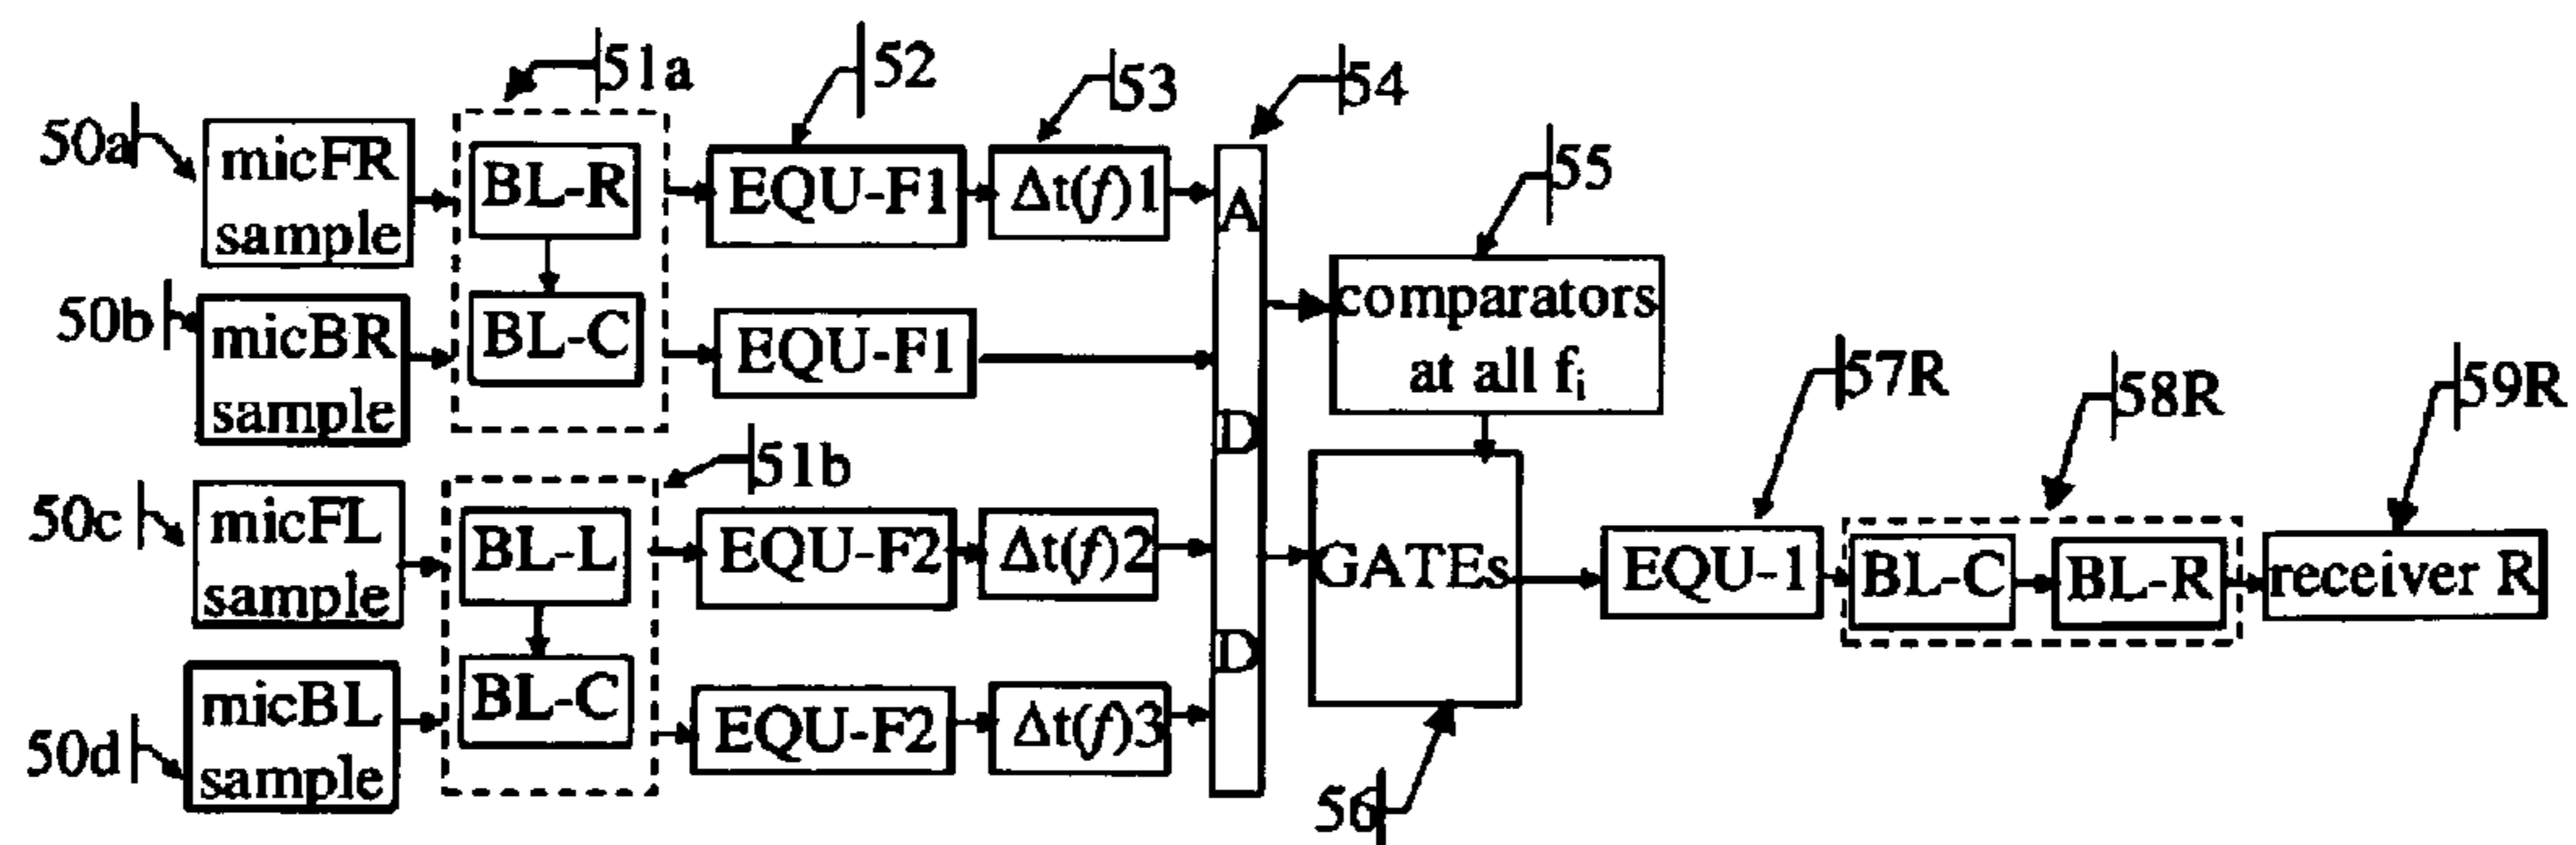 51a
52
53
54
50a
micFR
sample
BL-R
EQU-F1
Δt(f)1
A
D
D
55
comparators
at all fᵢ
50b
micBR
sample
BL-C
EQU-F1
57R
58R
59R
51b
50c
micFL
sample
BL-L
EQU-F2
Δt(f)2
GATEs
EQU-1
BL-C
BL-R
receiver R
50d
micBL
sample
BL-C
EQU-F2
Δt(f)3
56